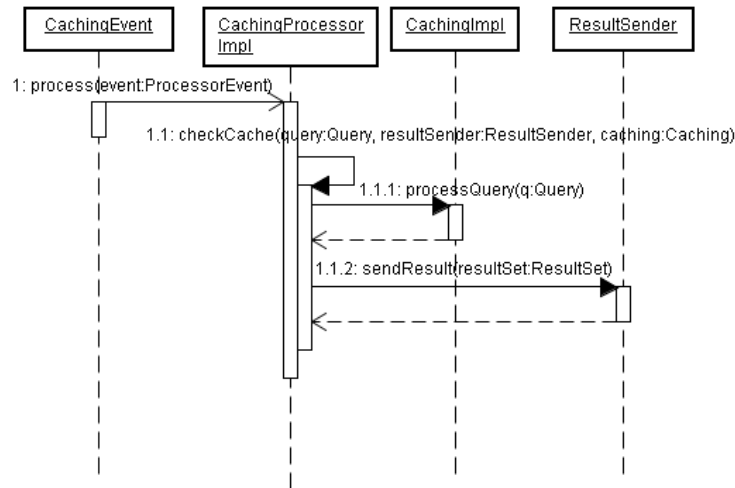 CachingEvent
CachingProcessor
Impl
CachingImpl
ResultSender
1: process(event:ProcessorEvent)
1.1: checkCache(query:Query, resultSender:ResultSender, caching:Caching)
1.1.1: processQuery(q:Query)
1.1.2: sendResult(resultSet:ResultSet)